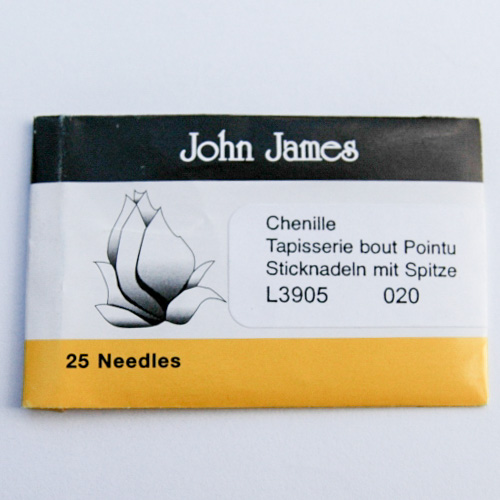 John James
Chenille
Tapisserie bout Pointu
Sticknadeln mit Spitze
L3905 020
25 Needles